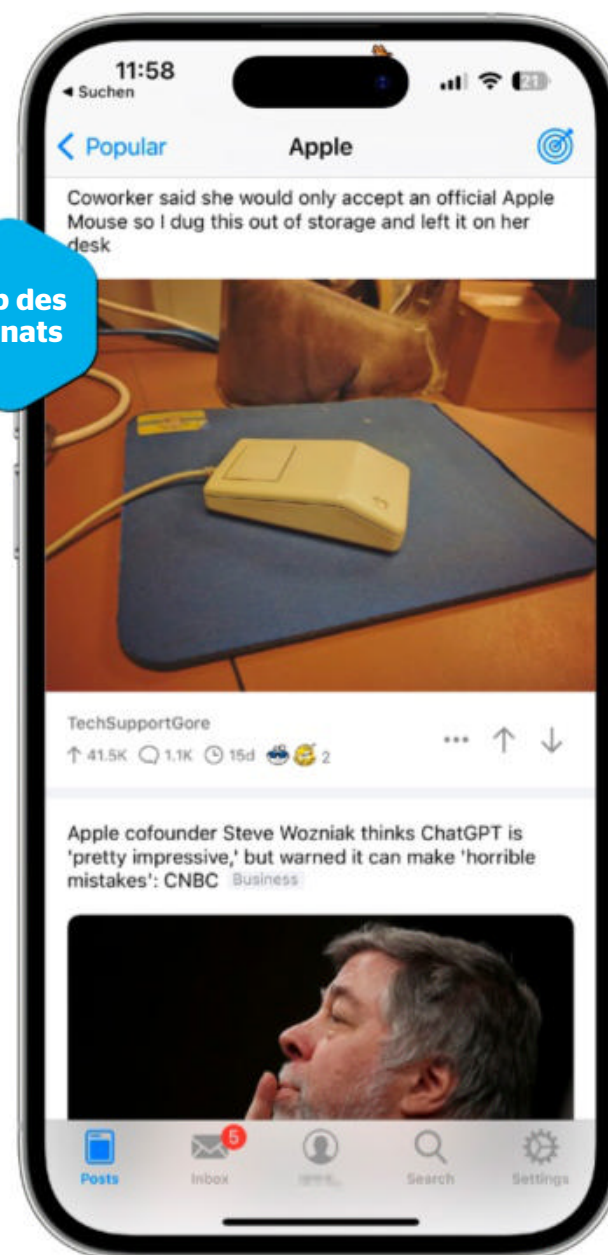 11:58
◀ Suchen
21
Popular
Apple
Coworker said she would only accept an official Apple
Mouse so I dug this out of storage and left it on her
desk
des
TechSupportGore
41.5K 1.1K 15d 2
Apple cofounder Steve Wozniak thinks ChatGPT is
'pretty impressive,' but warned it can make 'horrible
mistakes': CNBC Business
5
Posts
Inbox
Search
Settings